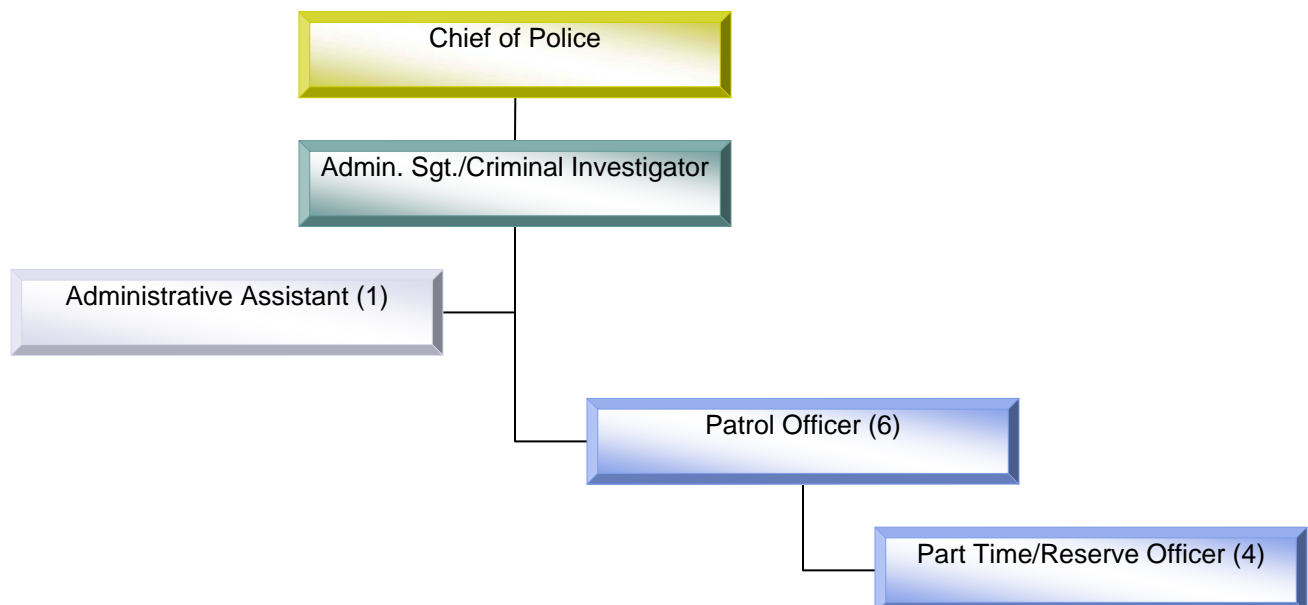 Chief of Police
Admin. Sgt./Criminal Investigator
Administrative Assistant (1)
Patrol Officer (6)
Part Time/Reserve Officer (4)